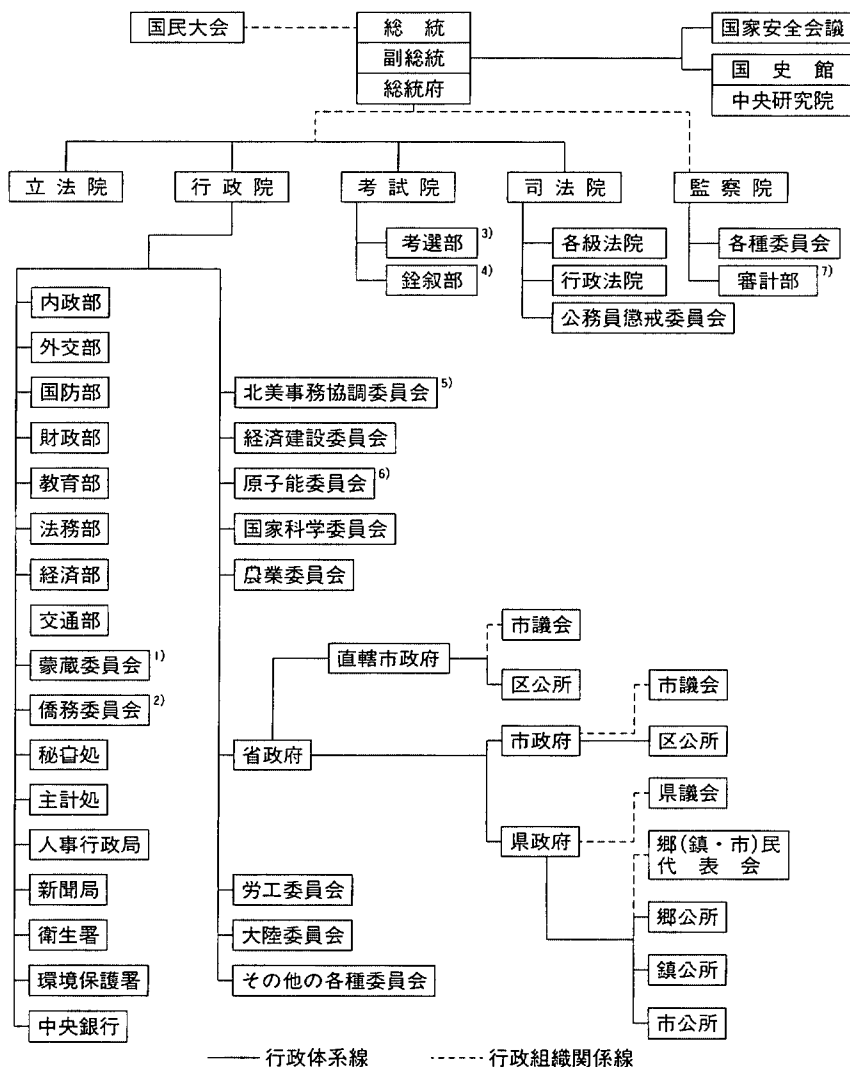 国民大会
総統
副総統
総統府
国家安全会議
国史館
中央研究院
立法院
行政院
考試院
司法院
監察院
考選部 3)
銓叙部 4)
各級法院
行政法院
公務員懲戒委員会
各種委員会
審計部 7)
内政部
外交部
国防部
財政部
教育部
法務部
経済部
交通部
蒙蔵委員会 1)
僑務委員会 2)
主計処
人事行政局
新聞局
衛生署
環境保護署
中央銀行
北美事務協調委員会 5)
経済建設委員会
原子能委員会 6)
国家科学委員会
農業委員会
省政府
労工委員会
大陸委員会
その他の各種委員会
直轄市政府
市議会
区公所
市政府
市議会
区公所
県政府
県議会
郷(鎮・市)民
代表会
郷公所
鎮公所
市公所
行政体系線
行政組織関係線